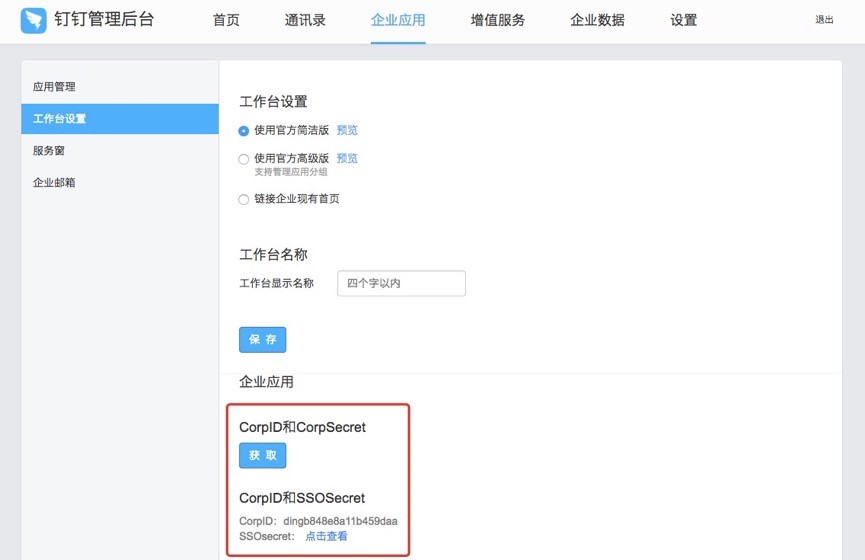 钉钉管理后台 首页 通讯录 企业应用 增值服务 企业数据 设置 退出
应用管理
工作台设置
服务窗
企业邮箱
工作台设置
使用官方简洁版 预览
使用官方高级版 预览
支持管理应用分组
链接企业现有首页
工作台名称
工作台显示名称 四个字以内
保 存
企业应用
CorpID和CorpSecret
获 取
CorpID和SSOSecret
CorpID: dingb848e8a11b459daa
SSOsecret: 点击查看